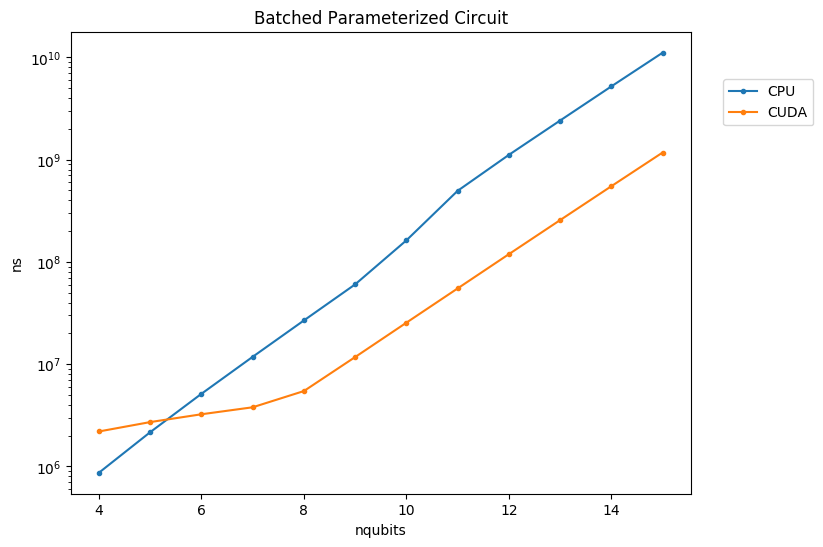 Batched Parameterized Circuit
10^10
10^9
10^8
10^7
10^6
ns
4 6 8 10 12 14
nqubits
CPU
CUDA